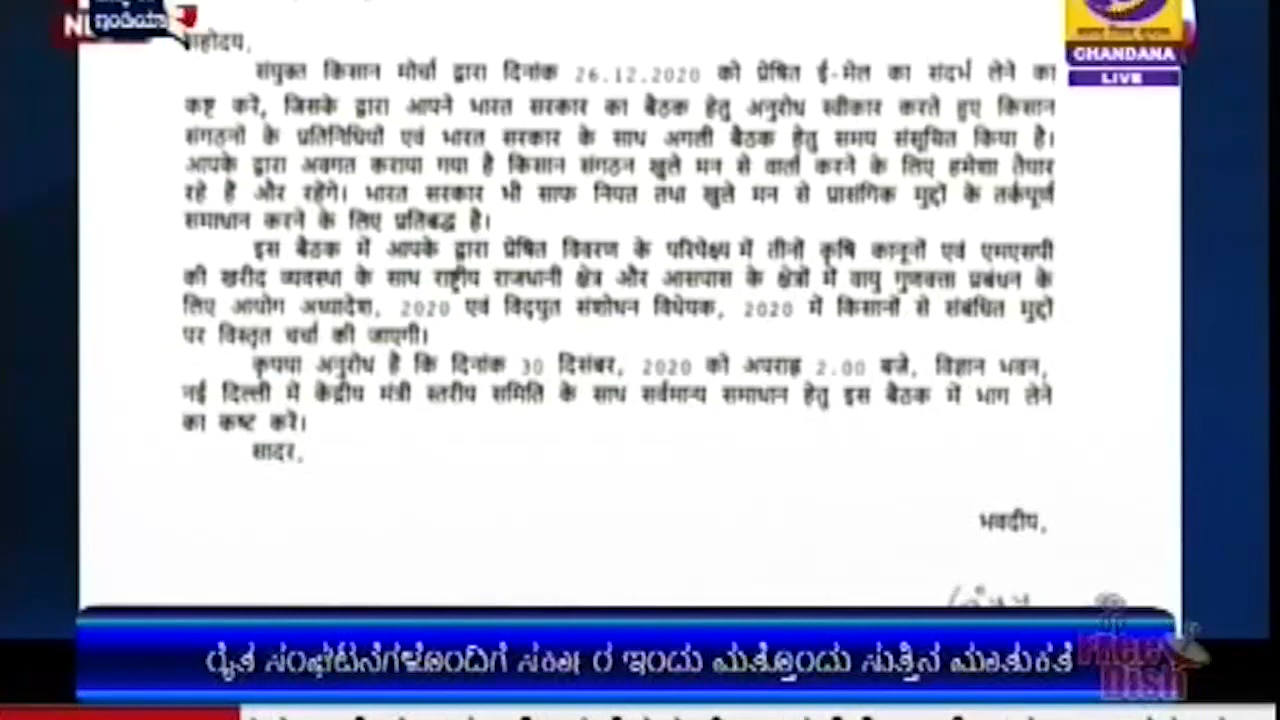 ಇಂಡಿಯಾ
महोदय,
CHANDANA
LIVE
संयुक्त किसान मोर्चा द्वारा दिनांक 26.12.2020 को प्रेषित ई-मेल का संदर्भ लेने का
कष्ट करें, जिसके द्वारा आपने भारत सरकार का बैठक हेतु अनुरोध स्वीकार करते हुए किसान
संगठनों के प्रतिनिधियों एवं भारत सरकार के साथ अगली बैठक हेतु समय संसूचित किया है।
आपके द्वारा अवगत कराया गया है किसान संगठन खुले मन से वार्ता करने के लिए हमेशा तैयार
रहे हैं और रहेंगे। भारत सरकार भी साफ नियत तथा खुले मन से प्रासंगिक मुद्दों के तर्कपूर्ण
समाधान करने के लिए प्रतिबद्ध है।
इस बैठक में आपके द्वारा प्रेषित विवरण के परिपेक्ष्य में तीनों कृषि कानूनों एवं एमएसपी
की खरीद व्यवस्था के साथ राष्ट्रीय राजधानी क्षेत्र और आसपास के क्षेत्रों में वायु गुणवत्ता प्रबंधन के
लिए आयोग अध्यादेश, 2020 एवं विद्युत संशोधन विधेयक, 2020 में किसानों से संबंधित मुद्दों
पर विस्तृत चर्चा की जाएगी।
कृपया अनुरोध है कि दिनांक 30 दिसंबर, 2020 को अपराह्न 2.00 बजे, विज्ञान भवन,
नई दिल्ली में केंद्रीय मंत्री स्तरीय समिति के साथ सर्वमान्य समाधान हेतु इस बैठक में भाग लेने
का कष्ट करें।
सादर,
भवदीय,
ರೈತ ಸಂಘಟನೆಗಳೊಂದಿಗೆ ಸರ್ಕಾರ ಇಂದು ಮತ್ತೊಂದು ಸುತ್ತಿನ ಮಾತುಕತೆ
Free
Dish